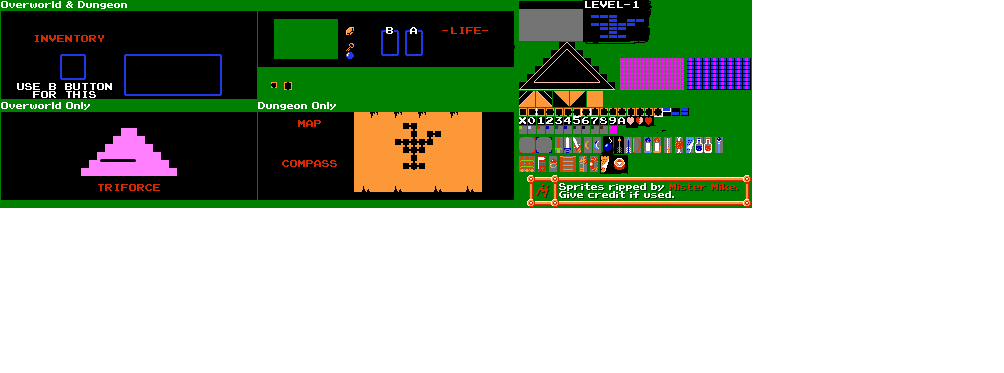 Overworld & Dungeon
INVENTORY
USE B BUTTON
FOR THIS
B A
-LIFE-
LEVEL-1
Overworld Only
TRIFORCE
Dungeon Only
MAP
COMPASS
X0123456789A
Sprites ripped by Mister Mike.
Give credit if used.